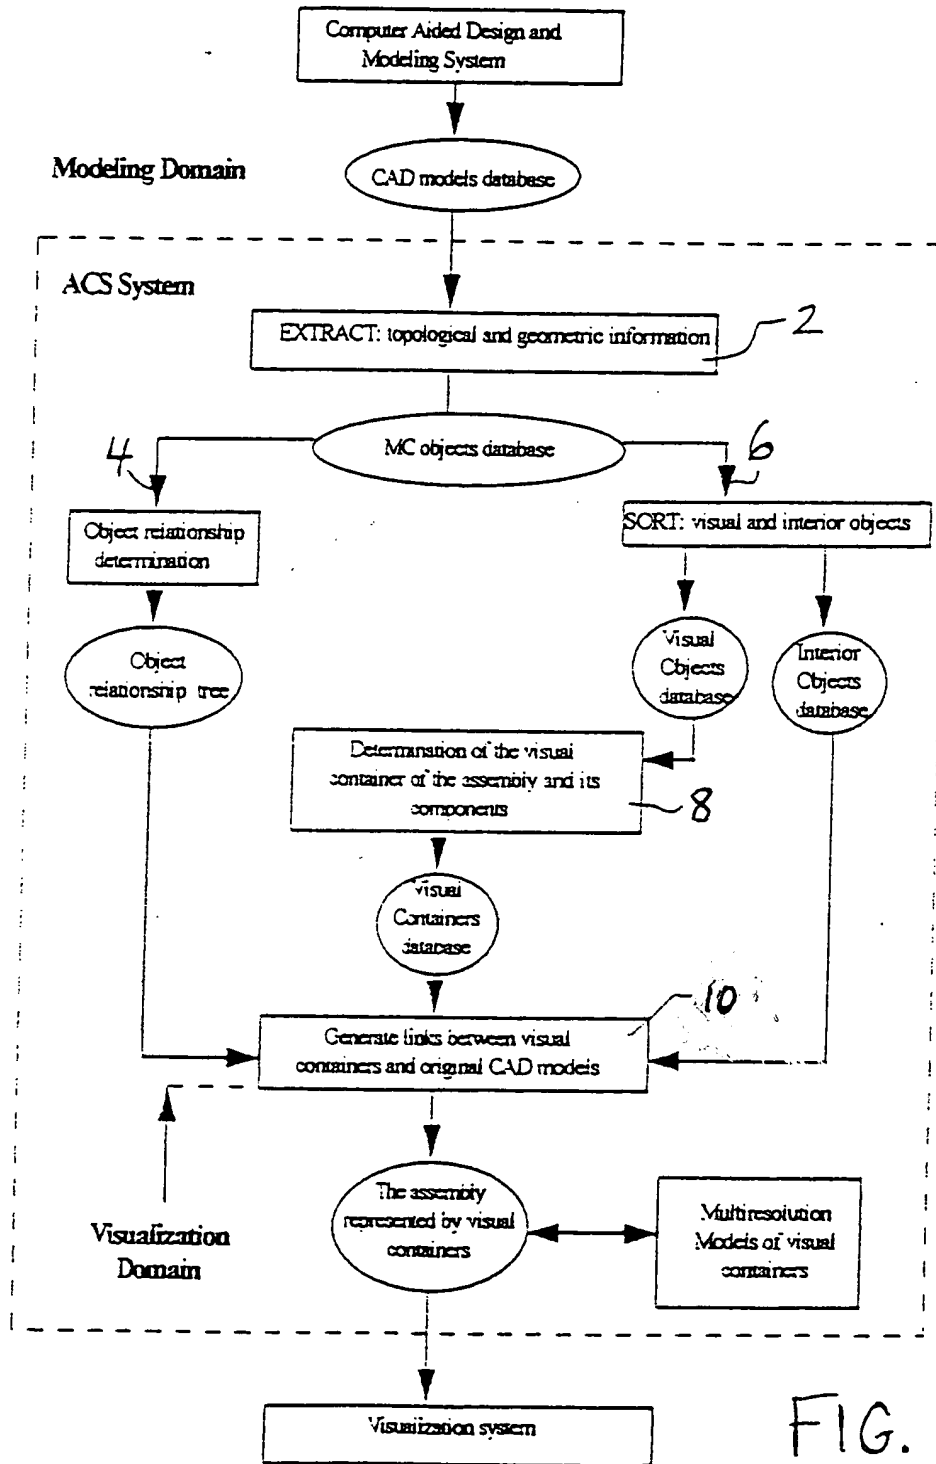 Computer Aided Design and
Modeling System
Modeling Domain
CAD models database
ACS System
EXTRACT: topological and geometric information
2
MC objects database
4
6
Object relationship
determination
SORT: visual and interior objects
Object
relationship tree
Visual
Objects
database
Interior
Objects
database
Determination of the visual
container of the assembly and its
components
8
Visual
Containers
database
10
Generate links between visual
containers and original CAD models
The assembly
represented by visual
containers
Multiresolution
Models of visual
containers
Visualization
Domain
Visualization system
FIG.